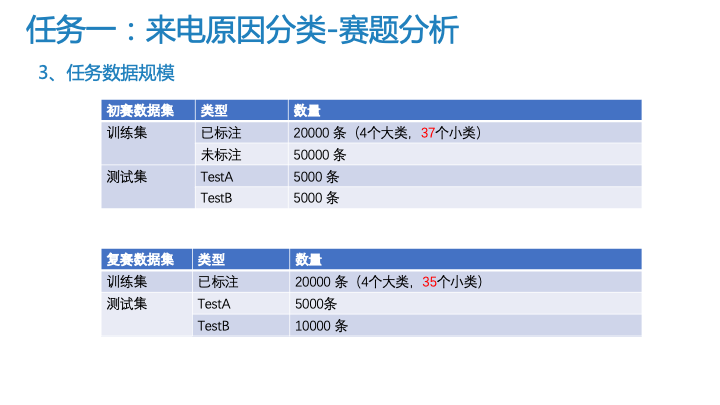 任务一：来电原因分类-赛题分析
3、任务数据规模
初赛数据集 类型 数量
训练集 已标注 20000 条（4个大类，37个小类）
未标注 50000 条
测试集 TestA 5000 条
TestB 5000 条
复赛数据集 类型 数量
训练集 已标注 20000 条（4个大类，35个小类）
测试集 TestA 5000条
TestB 10000 条